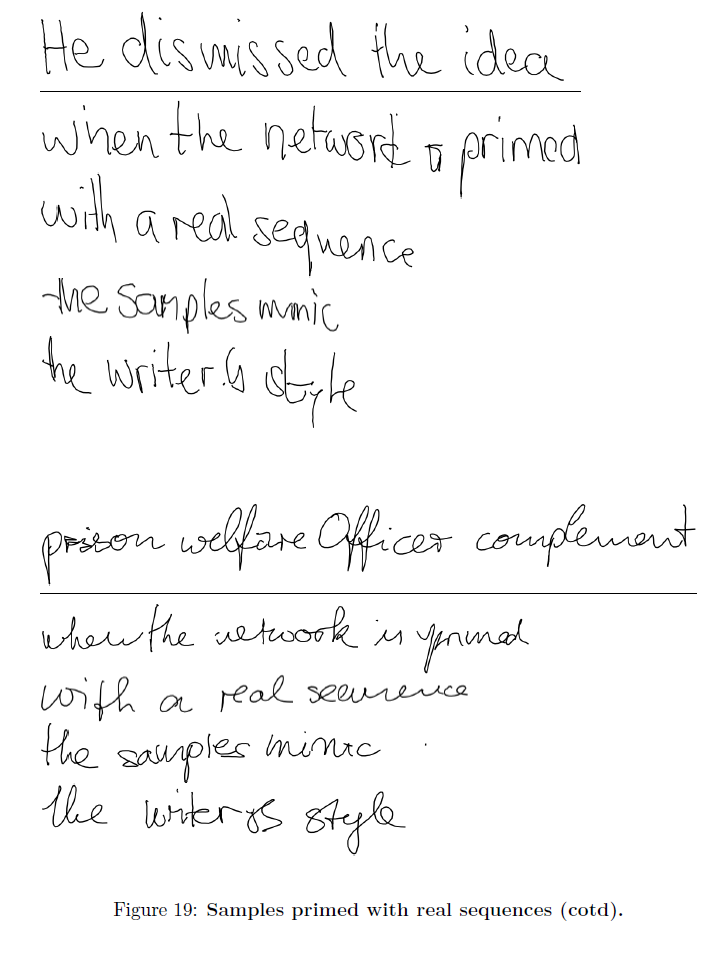 He dismissed the idea
when the network is primed
with a real sequence
the samples mimic
the writer's style
prison welfare Officer complement
when the network is primed
with a real sequence
the samples mimic
the writer's style
Figure 19: Samples primed with real sequences (cotd).